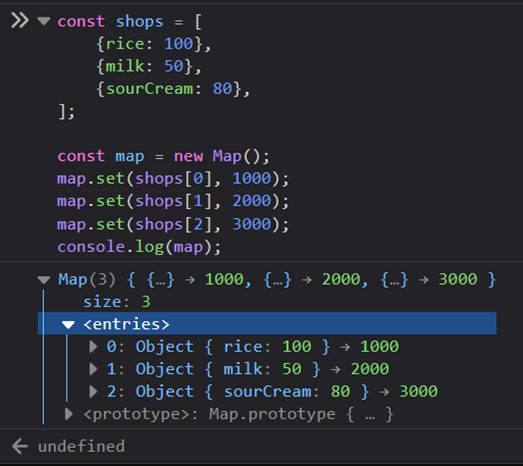 const shops = [
{rice: 100},
{milk: 50},
{sourCream: 80},
];
const map = new Map();
map.set(shops[0], 1000);
map.set(shops[1], 2000);
map.set(shops[2], 3000);
console.log(map);
Map(3) { {…} → 1000, {…} → 2000, {…} → 3000 }
size: 3
<entries>
0: Object { rice: 100 } → 1000
1: Object { milk: 50 } → 2000
2: Object { sourCream: 80 } → 3000
<prototype>: Map.prototype { … }
undefined